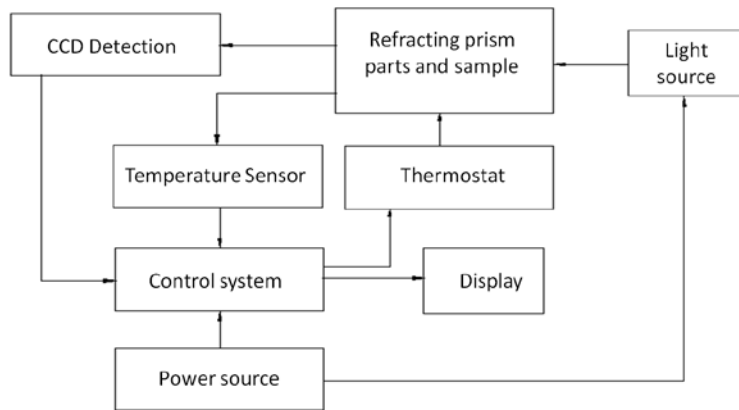 CCD Detection
Refracting prism
parts and sample
Light
source
Temperature Sensor
Thermostat
Control system
Display
Power source